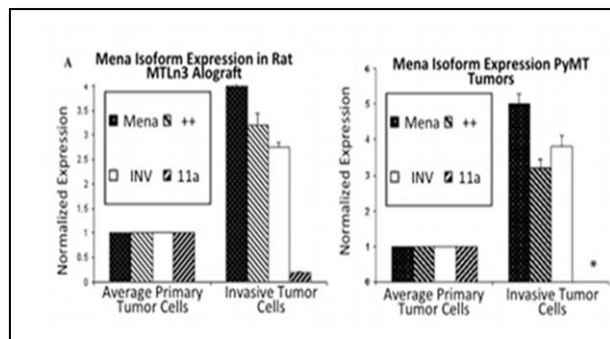 A
Mena Isoform Expression in Rat
MTLn3 Alograft
Normalized Expression
4
3.5
3
2.5
2
1.5
1
0.5
0
Mena ++
INV 11a
Average Primary
Tumor Cells
Invasive Tumor
Cells
Mena Isoform Expression PyMT
Tumors
Normalized Expression
6
5
4
3
2
1
0
Mena ++
INV 11a
*
Average Primary
Tumor Cells
Invasive Tumor
Cells